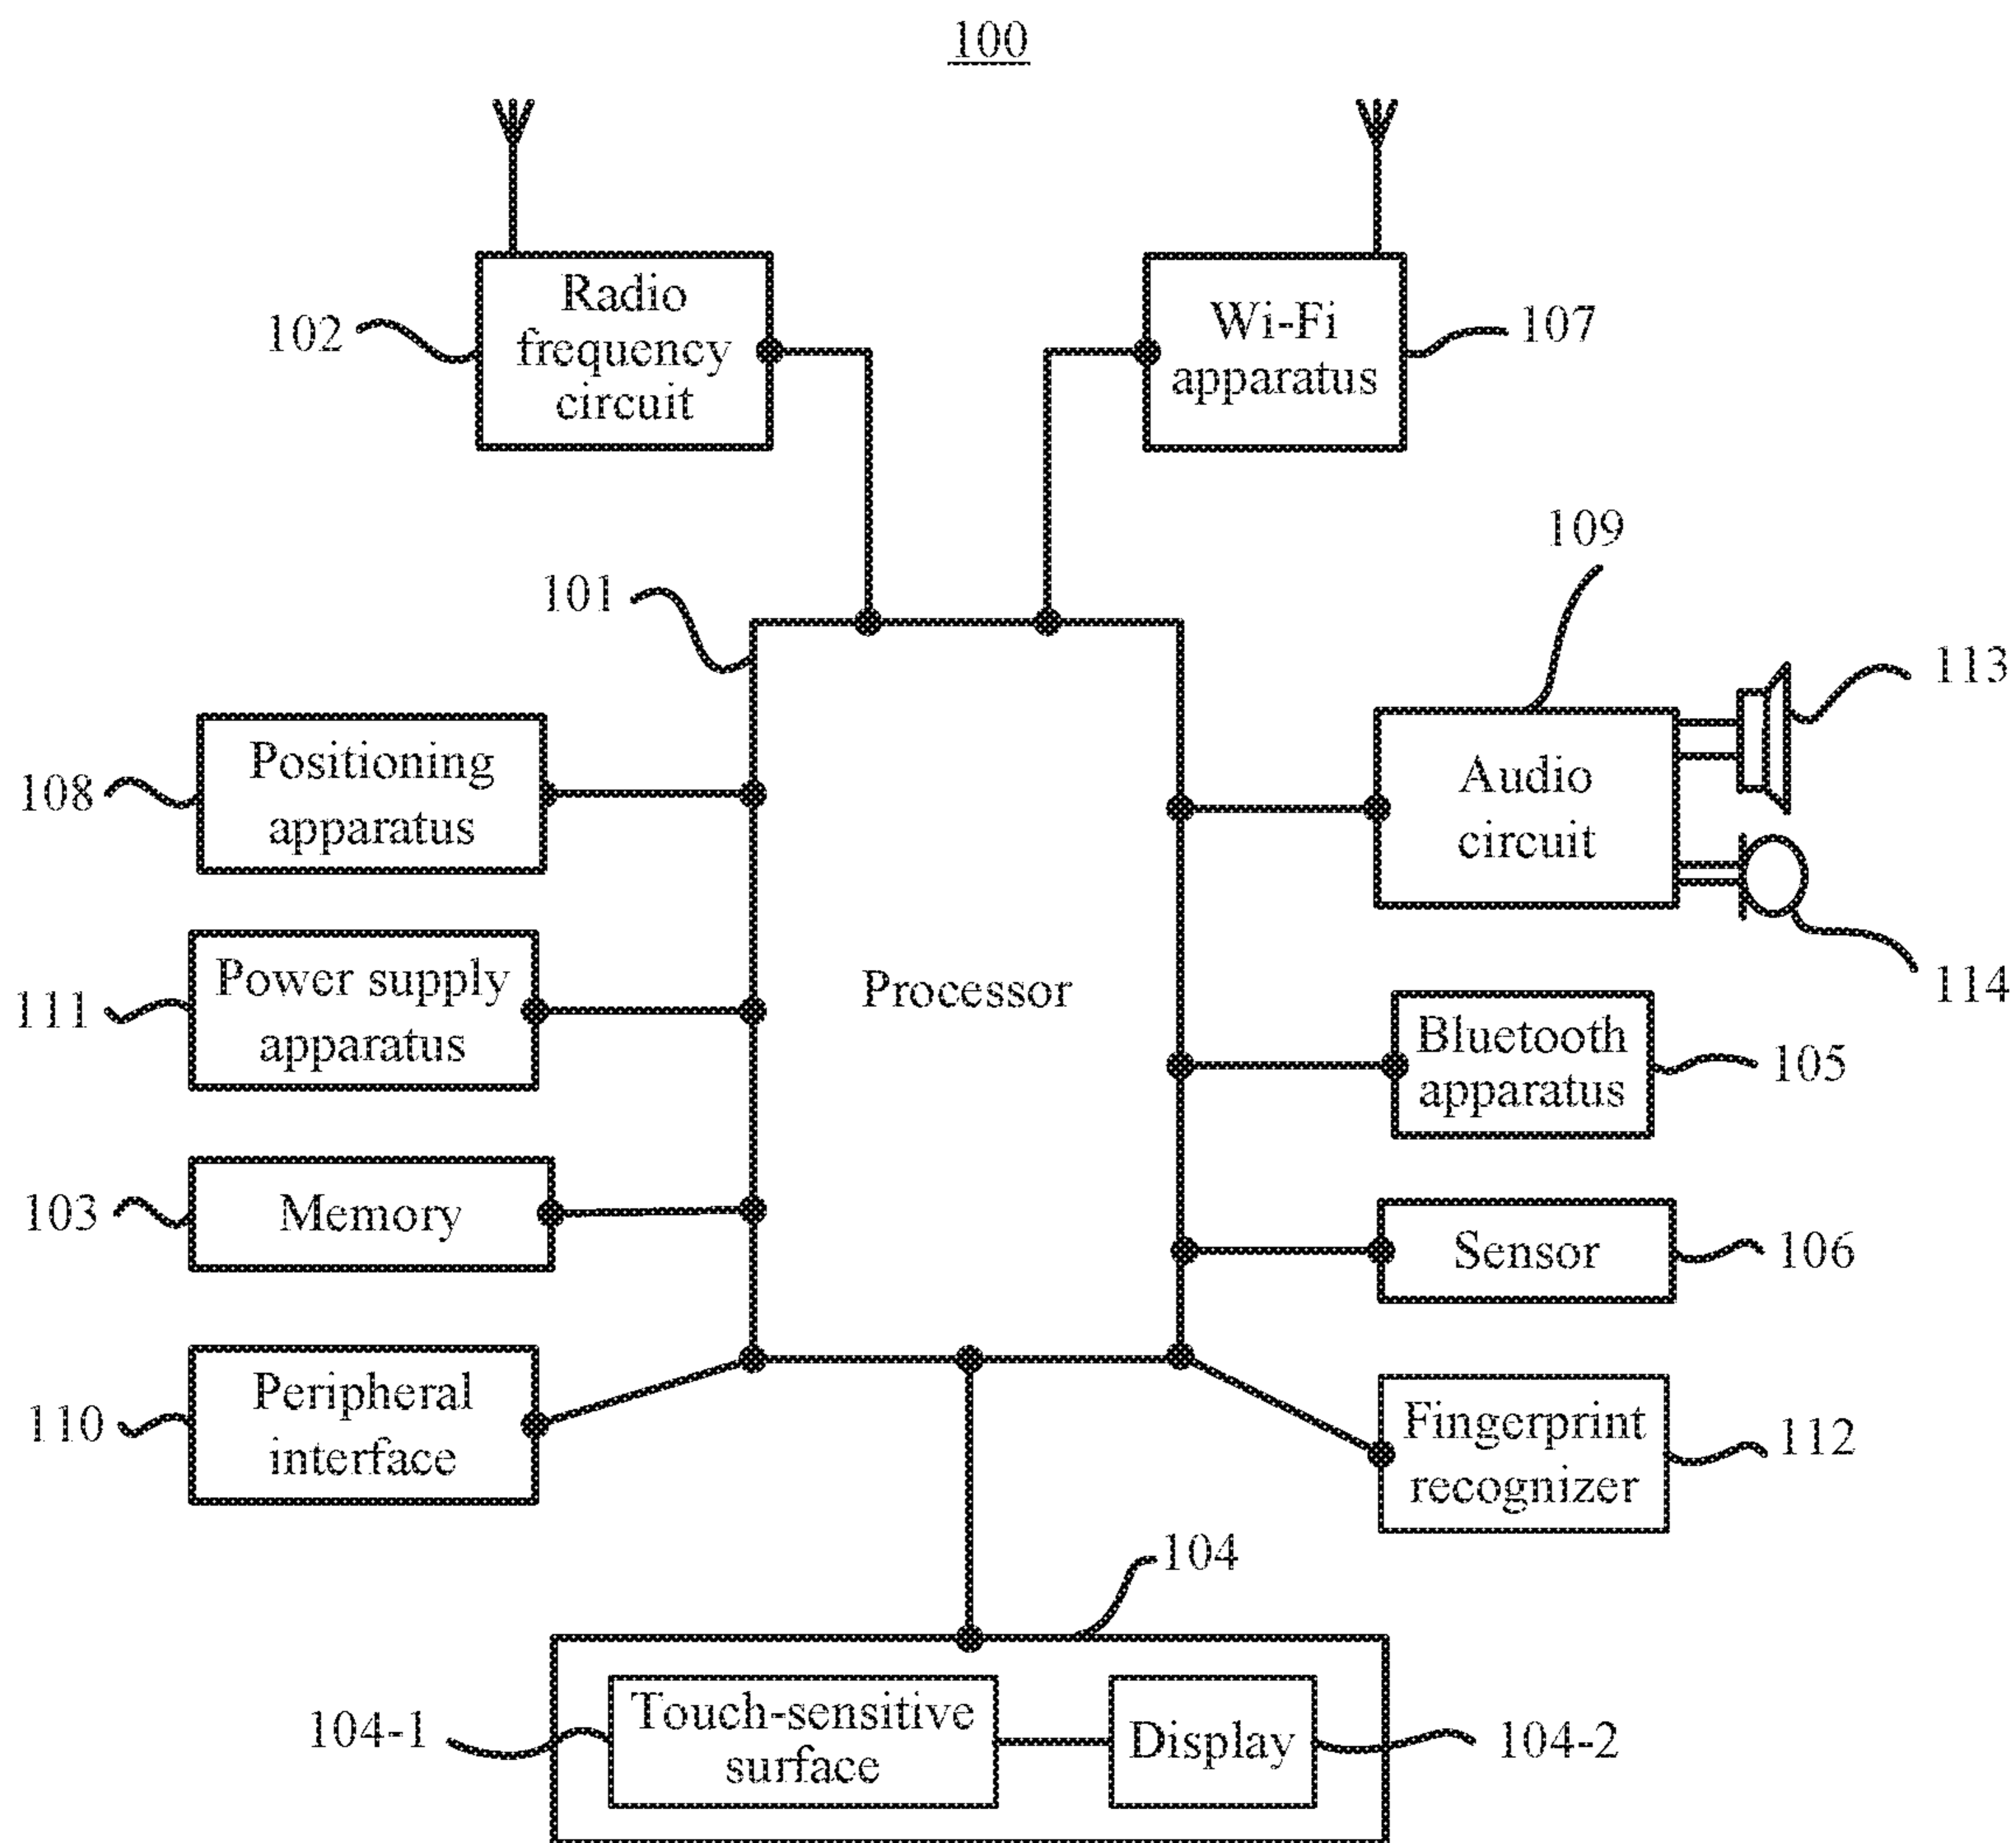 100
Radio
frequency
circuit
102
Wi-Fi
apparatus
107
109
101
113
Positioning
apparatus
108
Audio
circuit
114
Power supply
apparatus
111
Processor
Bluetooth
apparatus
105
Memory
103
Sensor
106
Peripheral
interface
110
Fingerprint
recognizer
112
104
Touch-sensitive
surface
104-1
Display
104-2